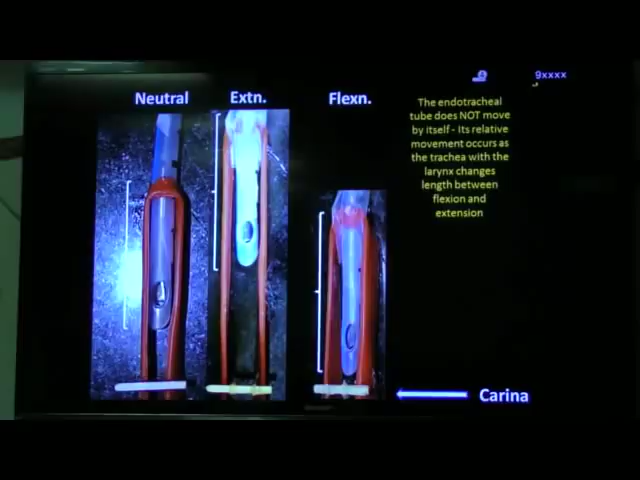 9xxxx
Neutral
Extn.
Flexn.
The endotracheal
tube does NOT move
by itself - Its relative
movement occurs as
the trachea with the
larynx changes
length between
flexion and
extension
Carina